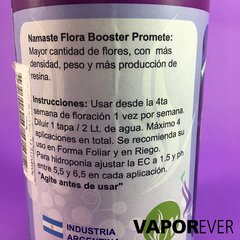 Namaste Flora Booster Promete:
Mayor cantidad de flores, con más
densidad, peso y más producción de
resina.
Instrucciones: Usar desde la 4ta
semana de floración 1 vez por semana.
Diluir 1 tapa / 2 Lt. de agua. Máximo 4
aplicaciones en total. Se recomienda su
uso en Forma Foliar y en Riego.
Para hidroponia ajustar la EC a 1.5 y ph
entre 5,5 y 6,5 en cada aplicación.
"Agite antes de usar"
INDUSTRIA
VAPOREVER